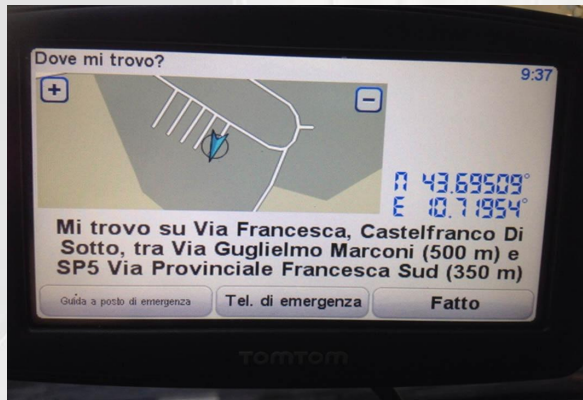 Dove mi trovo?
9:37
+
−
N 43.69509°
E 10.71954°
Mi trovo su Via Francesca, Castelfranco Di
Sotto, tra Via Guglielmo Marconi (500 m) e
SP5 Via Provinciale Francesca Sud (350 m)
Guida a posto di emergenza
Tel. di emergenza
Fatto
TOMTOM